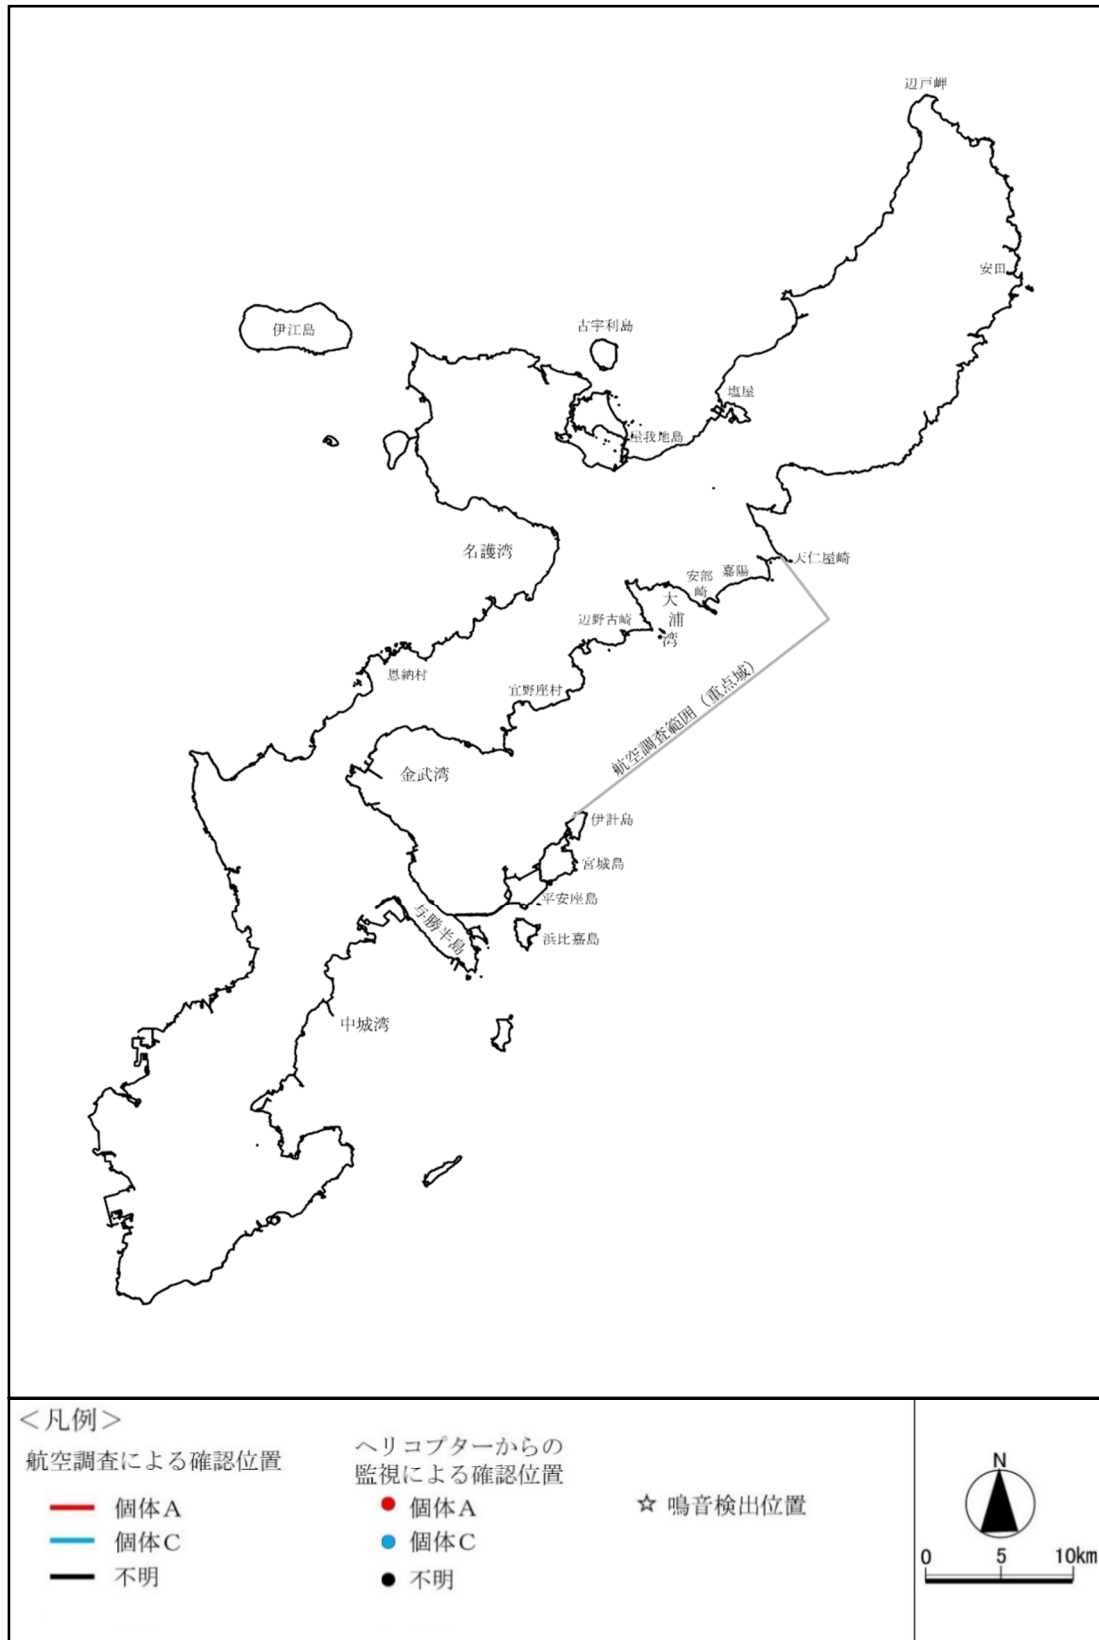 辺戸岬
安田
伊江島
古宇利島
塩屋
屋我地島
名護湾
天仁屋崎
嘉陽
安部
崎
大
浦
湾
辺野古崎
恩納村
宜野座村
航空調査範囲（重点域）
金武湾
伊計島
宮城島
平安座島
与勝半島
浜比嘉島
中城湾
＜凡例＞
航空調査による確認位置
個体A
個体C
不明
ヘリコプターからの
監視による確認位置
個体A
個体C
不明
☆ 鳴音検出位置
N
0 5 10km